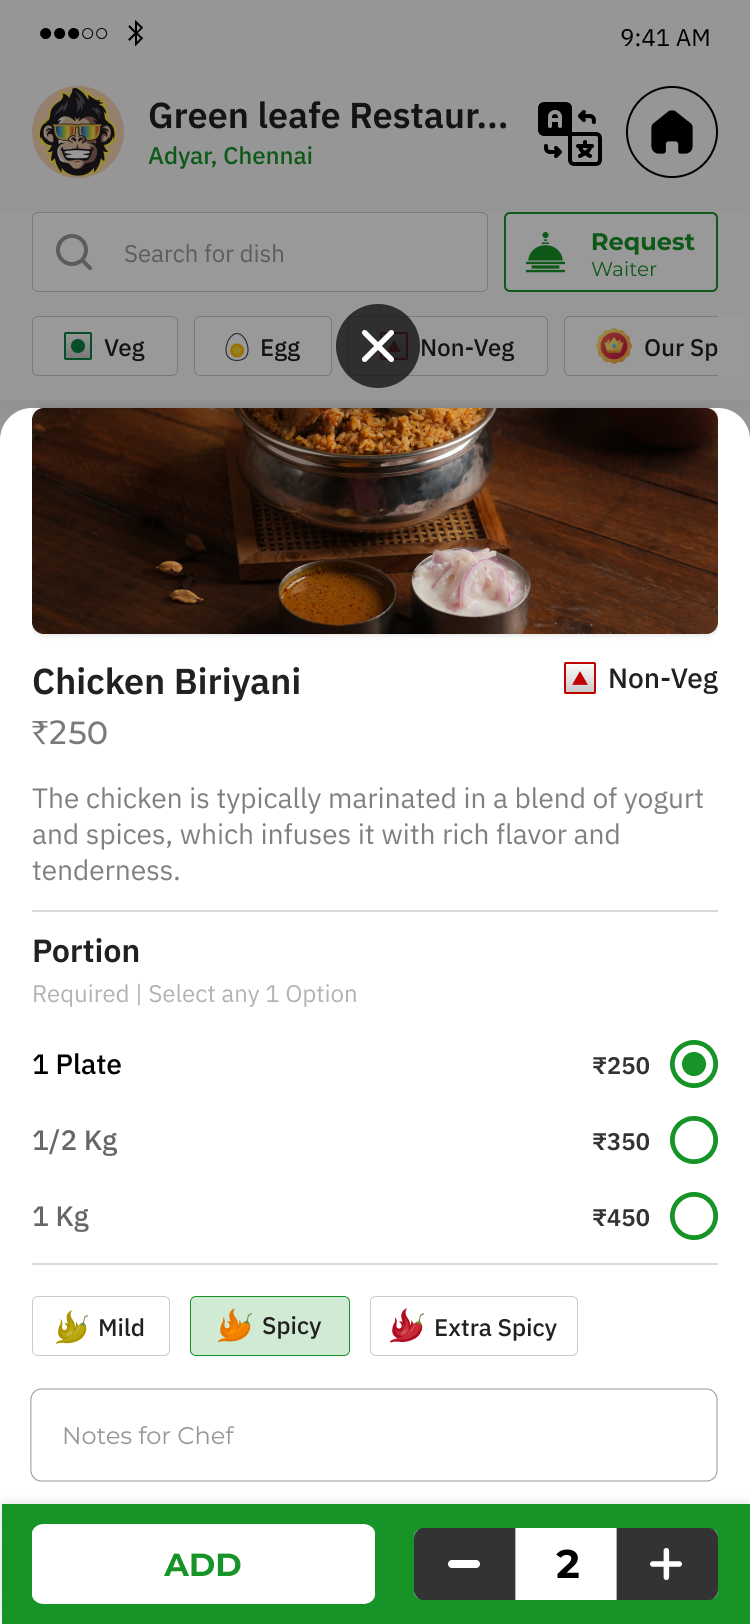 9:41 AM
Green leafe Restaur...
Adyar, Chennai
A
Search for dish
Request
Waiter
Veg
Egg
Non-Veg
Our Sp
Chicken Biriyani
Non-Veg
₹250
The chicken is typically marinated in a blend of yogurt
and spices, which infuses it with rich flavor and
tenderness.
Portion
Required | Select any 1 Option
1 Plate
₹250
1/2 Kg
₹350
1 Kg
₹450
Mild
Spicy
Extra Spicy
Notes for Chef
ADD
2